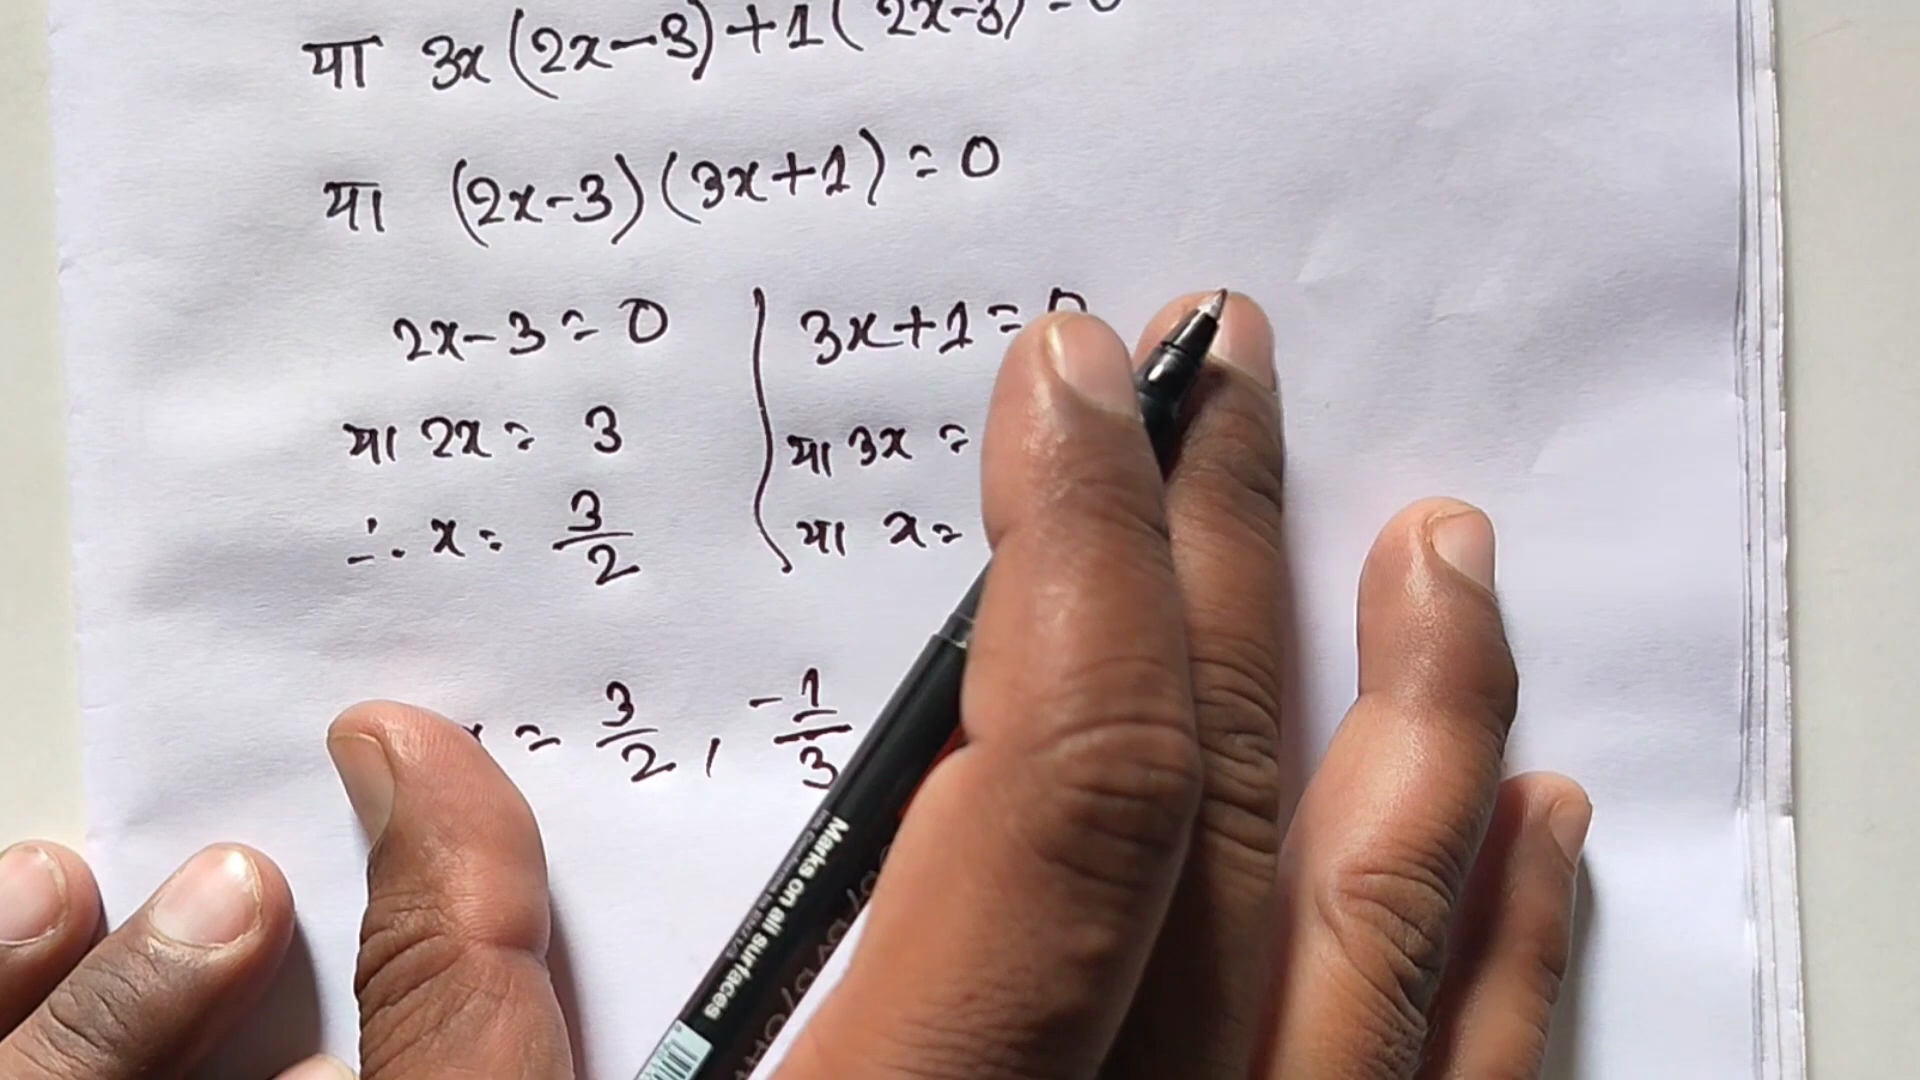 या 3x (2x-3) + 1 (2x-3) = 0
या (2x-3) (3x+1) = 0
2x-3 = 0
या 2x = 3
∴ x = 3/2
3x+1 = 0
या 3x =
या x =
x = 3/2, -1/3
Marks on all surfaces